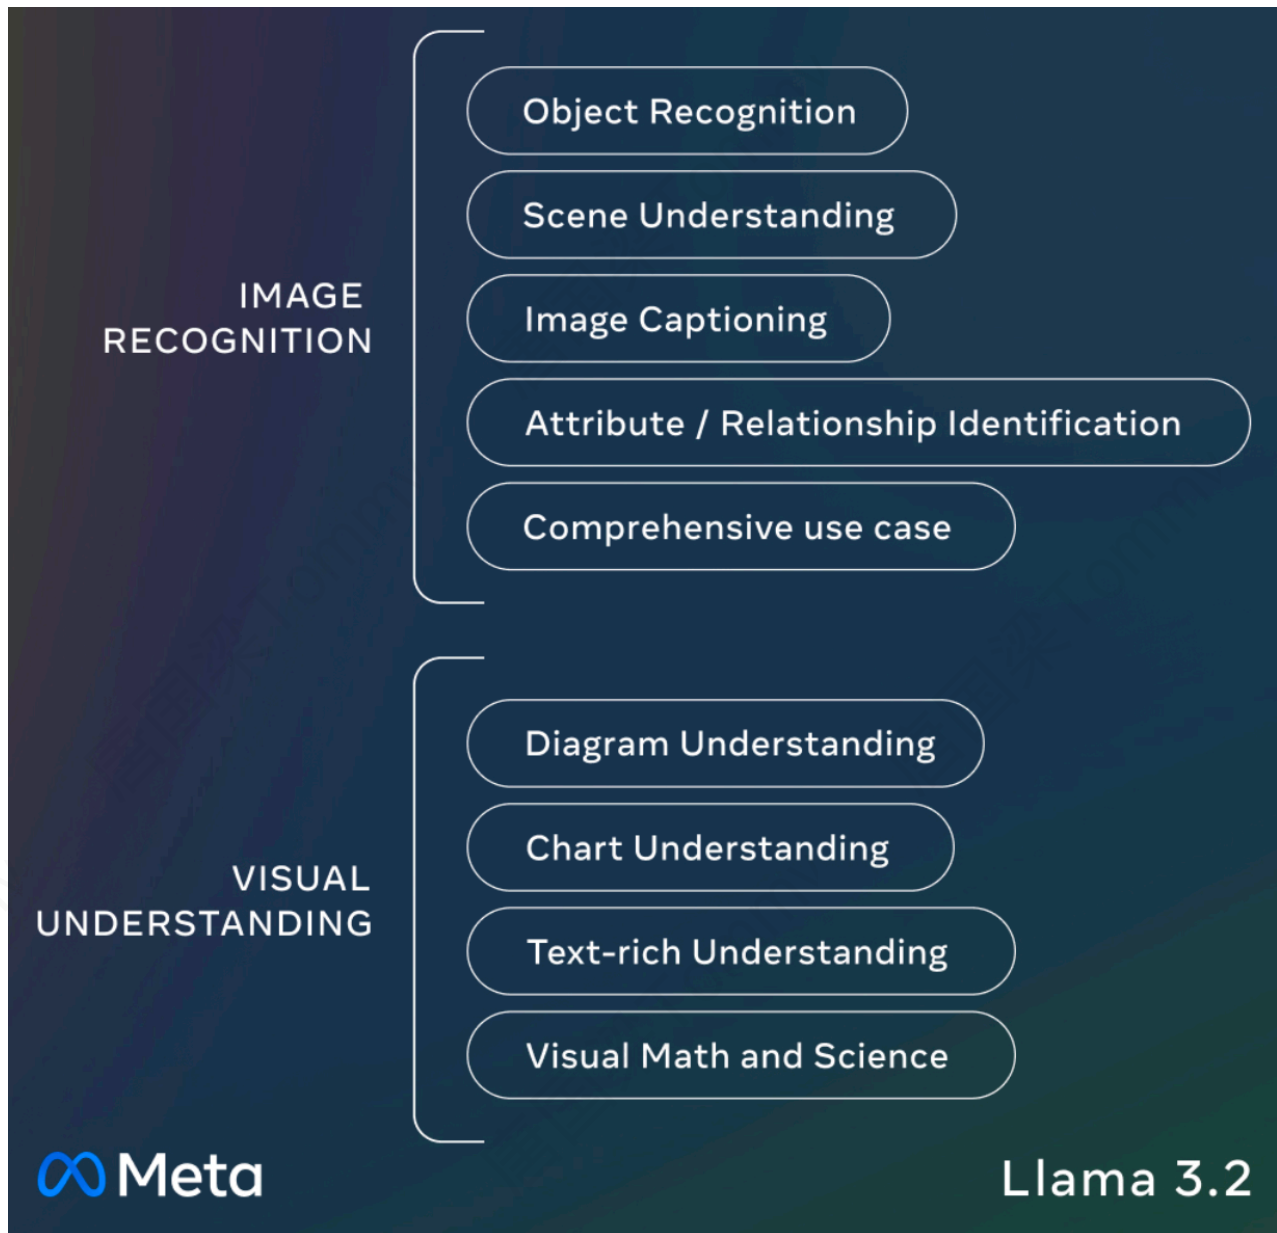 IMAGE
RECOGNITION
Object Recognition
Scene Understanding
Image Captioning
Attribute / Relationship Identification
Comprehensive use case
VISUAL
UNDERSTANDING
Diagram Understanding
Chart Understanding
Text-rich Understanding
Visual Math and Science
Meta
Llama 3.2